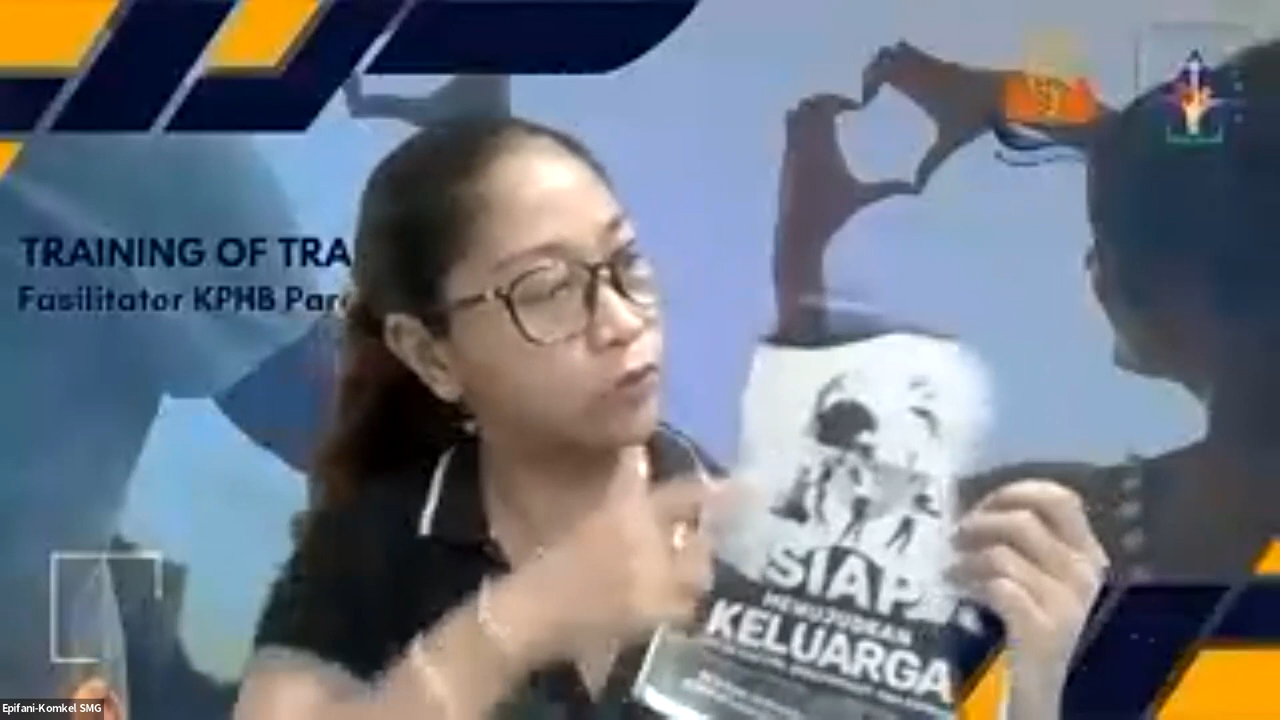 TRAINING OF TRA
Fasilitator KPHB Par
SIAP
MEWUJUDKAN
KELUARGA
Epifani-Komkel SMG